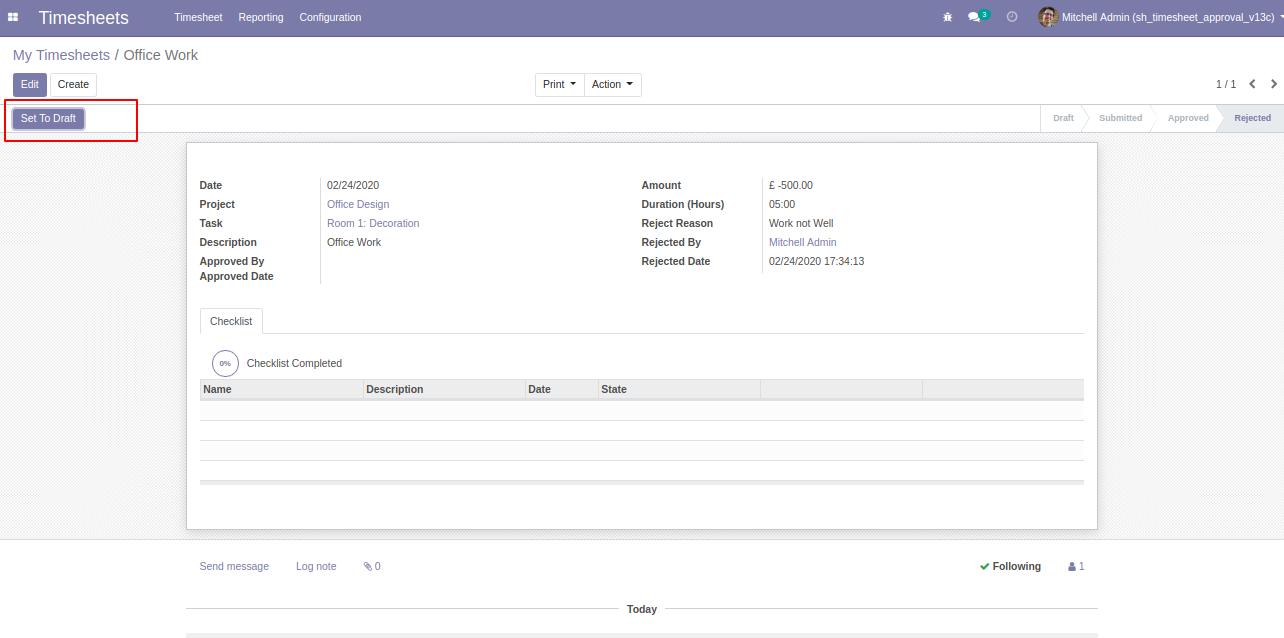 Timesheets Timesheet Reporting Configuration 3 Mitchell Admin (sh_timesheet_approval_v13c)
My Timesheets / Office Work
Edit Create Print Action 1 / 1
Set To Draft Draft Submitted Approved Rejected
Date 02/24/2020 Amount £ -500.00
Project Office Design Duration (Hours) 05:00
Task Room 1: Decoration Reject Reason Work not Well
Description Office Work Rejected By Mitchell Admin
Approved By Rejected Date 02/24/2020 17:34:13
Approved Date
Checklist
0% Checklist Completed
Name Description Date State
Send message Log note 0 Following 1
Today